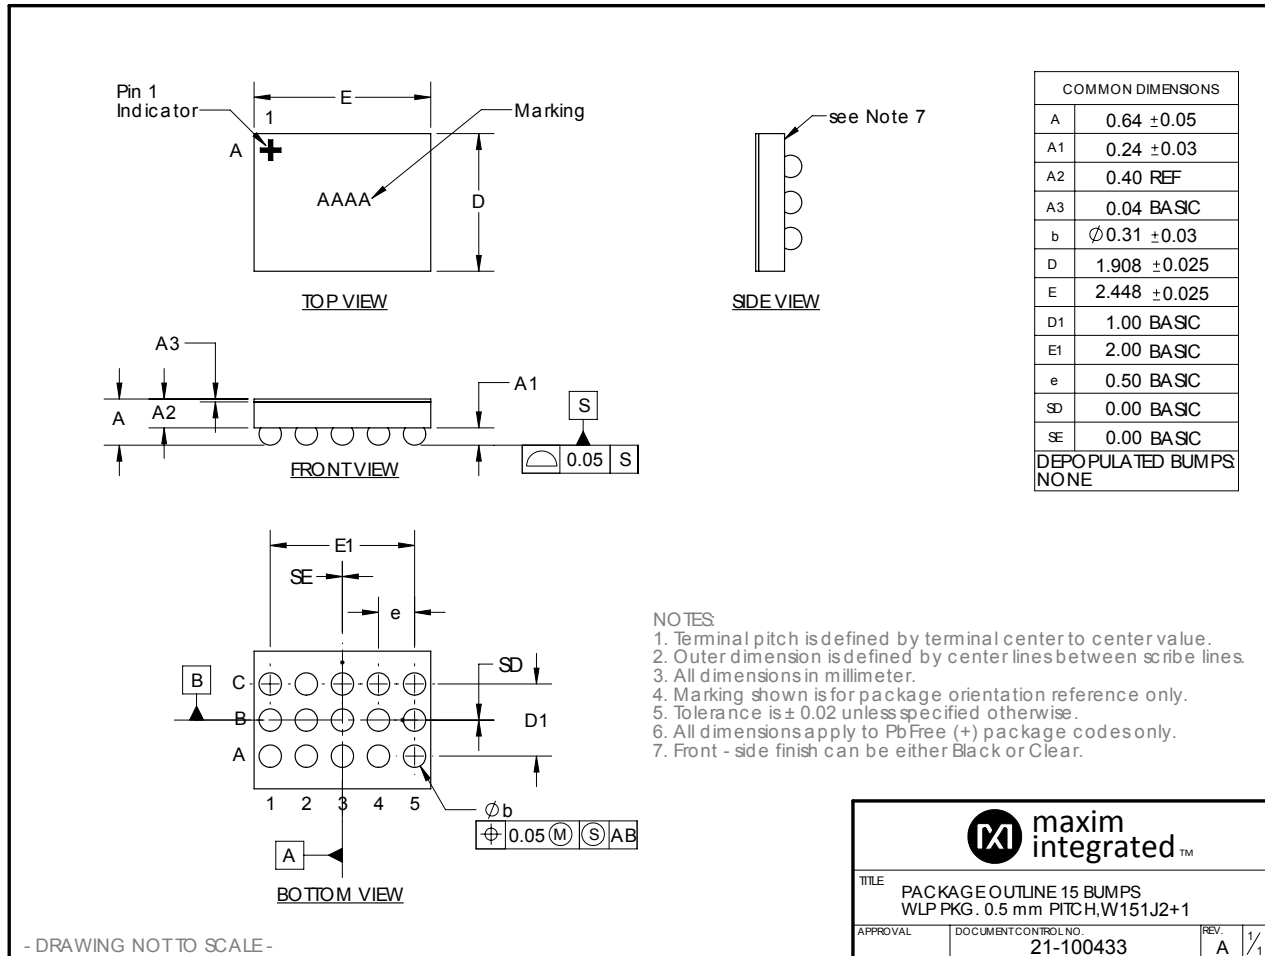 Pin 1
Indicator
1
A
E
Marking
AAAA
D
TOP VIEW
see Note 7
SIDE VIEW
COMMON DIMENSIONS
A 0.64 ±0.05
A1 0.24 ±0.03
A2 0.40 REF
A3 0.04 BASIC
b Ø0.31 ±0.03
D 1.908 ±0.025
E 2.448 ±0.025
D1 1.00 BASIC
E1 2.00 BASIC
e 0.50 BASIC
SD 0.00 BASIC
SE 0.00 BASIC
DEPOPULATED BUMPS:
NONE
A3
A
A2
A1
S
0.05 S
FRONT VIEW
E1
SE
e
SD
B
C
B
A
D1
1 2 3 4 5
Øb
⌖ 0.05 Ⓜ Ⓢ AB
A
BOTTOM VIEW
NOTES:
1. Terminal pitch is defined by terminal center to center value.
2. Outer dimension is defined by center lines between scribe lines.
3. All dimensions in millimeter.
4. Marking shown is for package orientation reference only.
5. Tolerance is ± 0.02 unless specified otherwise.
6. All dimensions apply to PbFree (+) package codes only.
7. Front - side finish can be either Black or Clear.
- DRAWING NOT TO SCALE -
maxim
integrated™
TITLE
PACKAGE OUTLINE 15 BUMPS
WLP PKG. 0.5 mm PITCH,W151J2+1
APPROVAL
DOCUMENT CONTROL NO.
21-100433
REV.
A
1/1